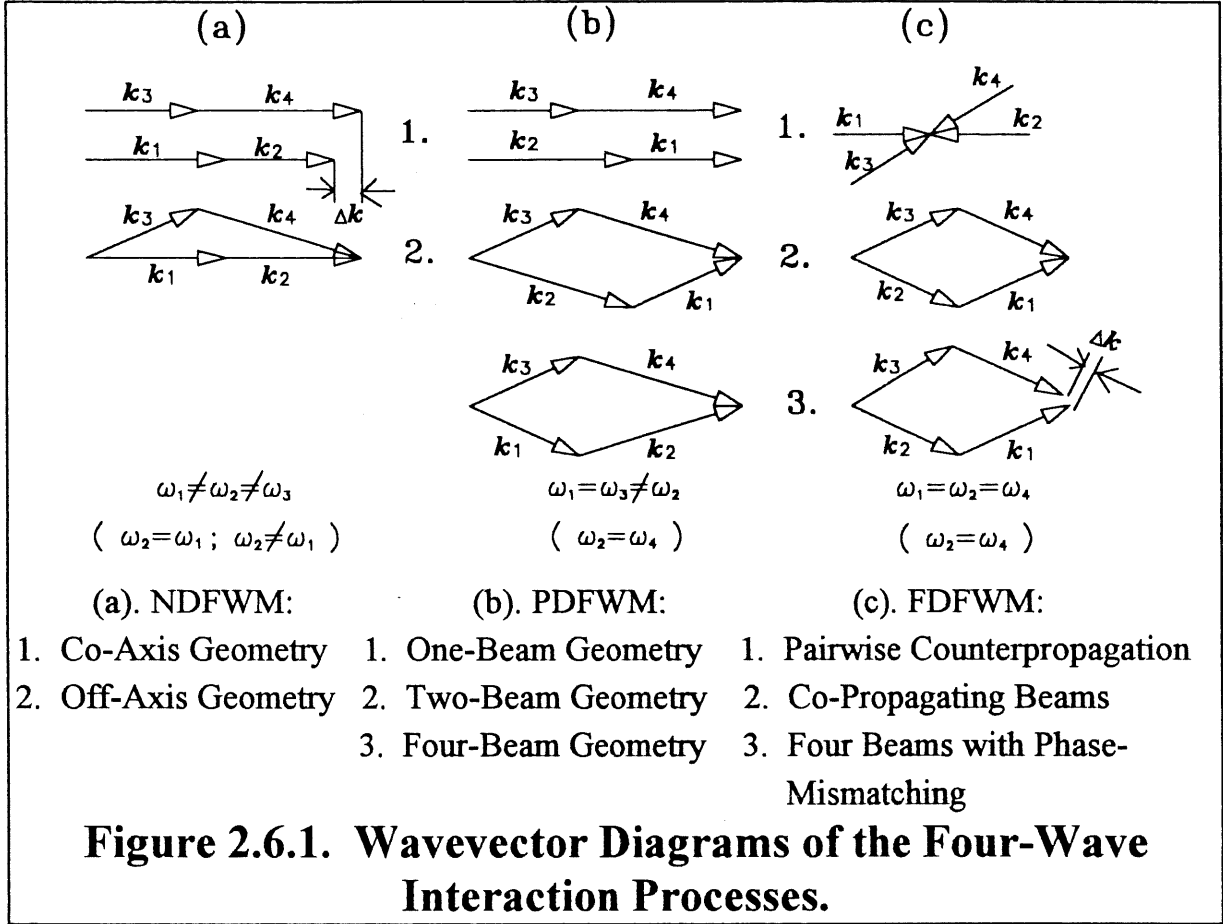 (a) (b) (c)
k3 k4 k3 k4 k4
1. 1. k1 k2
k1 k2 k2 k1 k3
Δk
k3 k4 k3 k4 k3 k4
2. 2.
k1 k2 k2 k1 k2 k1
Δk
k3 k4 k3 k4
3.
k1 k2 k2 k1
ω₁≠ω₂≠ω₃ ω₁=ω₃≠ω₂ ω₁=ω₂=ω₄
( ω₂=ω₁ ; ω₂≠ω₁ ) ( ω₂=ω₄ ) ( ω₂=ω₄ )
(a). NDFWM: (b). PDFWM: (c). FDFWM:
1. Co-Axis Geometry 1. One-Beam Geometry 1. Pairwise Counterpropagation
2. Off-Axis Geometry 2. Two-Beam Geometry 2. Co-Propagating Beams
3. Four-Beam Geometry 3. Four Beams with Phase-
Mismatching
Figure 2.6.1. Wavevector Diagrams of the Four-Wave
Interaction Processes.